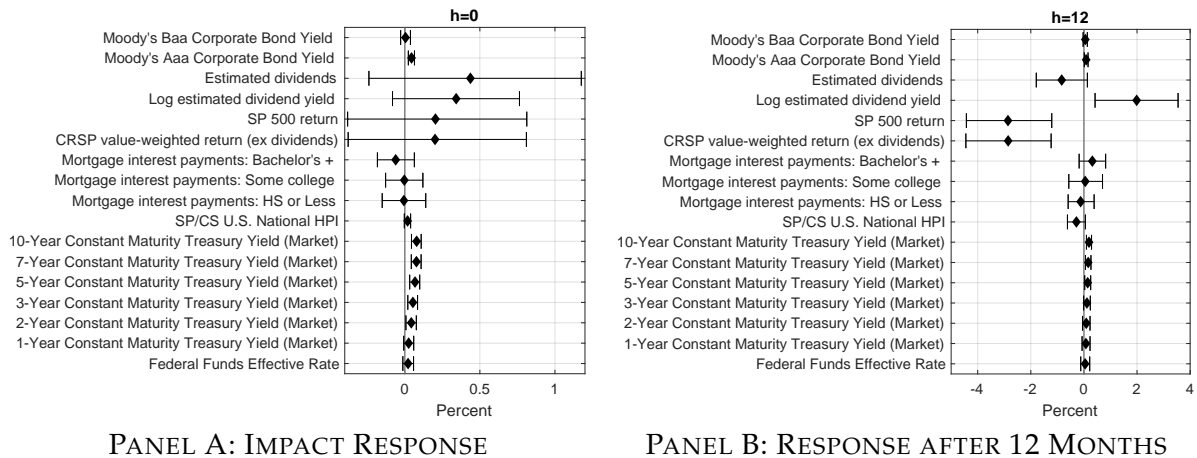 h=0
Moody's Baa Corporate Bond Yield
Moody's Aaa Corporate Bond Yield
Estimated dividends
Log estimated dividend yield
SP 500 return
CRSP value-weighted return (ex dividends)
Mortgage interest payments: Bachelor's +
Mortgage interest payments: Some college
Mortgage interest payments: HS or Less
SP/CS U.S. National HPI
10-Year Constant Maturity Treasury Yield (Market)
7-Year Constant Maturity Treasury Yield (Market)
5-Year Constant Maturity Treasury Yield (Market)
3-Year Constant Maturity Treasury Yield (Market)
2-Year Constant Maturity Treasury Yield (Market)
1-Year Constant Maturity Treasury Yield (Market)
Federal Funds Effective Rate
0 0.5 1
Percent
PANEL A: IMPACT RESPONSE
h=12
Moody's Baa Corporate Bond Yield
Moody's Aaa Corporate Bond Yield
Estimated dividends
Log estimated dividend yield
SP 500 return
CRSP value-weighted return (ex dividends)
Mortgage interest payments: Bachelor's +
Mortgage interest payments: Some college
Mortgage interest payments: HS or Less
SP/CS U.S. National HPI
10-Year Constant Maturity Treasury Yield (Market)
7-Year Constant Maturity Treasury Yield (Market)
5-Year Constant Maturity Treasury Yield (Market)
3-Year Constant Maturity Treasury Yield (Market)
2-Year Constant Maturity Treasury Yield (Market)
1-Year Constant Maturity Treasury Yield (Market)
Federal Funds Effective Rate
-4 -2 0 2 4
Percent
PANEL B: RESPONSE AFTER 12 MONTHS